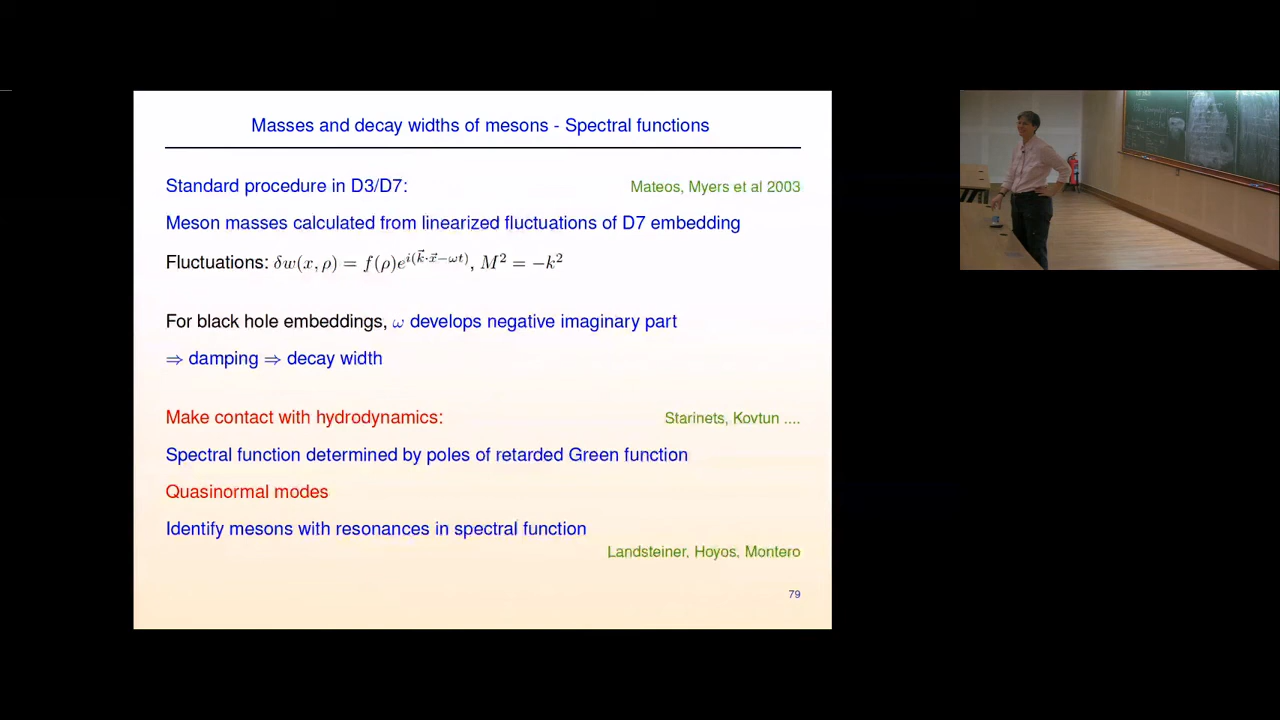 Masses and decay widths of mesons - Spectral functions
Standard procedure in D3/D7: Mateos, Myers et al 2003
Meson masses calculated from linearized fluctuations of D7 embedding
Fluctuations: δw(x, ρ) = f(ρ)e^{i(\vec{k}·\vec{x}−ωt)}, M² = −k²
For black hole embeddings, ω develops negative imaginary part
⇒ damping ⇒ decay width
Make contact with hydrodynamics: Starinets, Kovtun ....
Spectral function determined by poles of retarded Green function
Quasinormal modes
Identify mesons with resonances in spectral function
Landsteiner, Hoyos, Montero
79